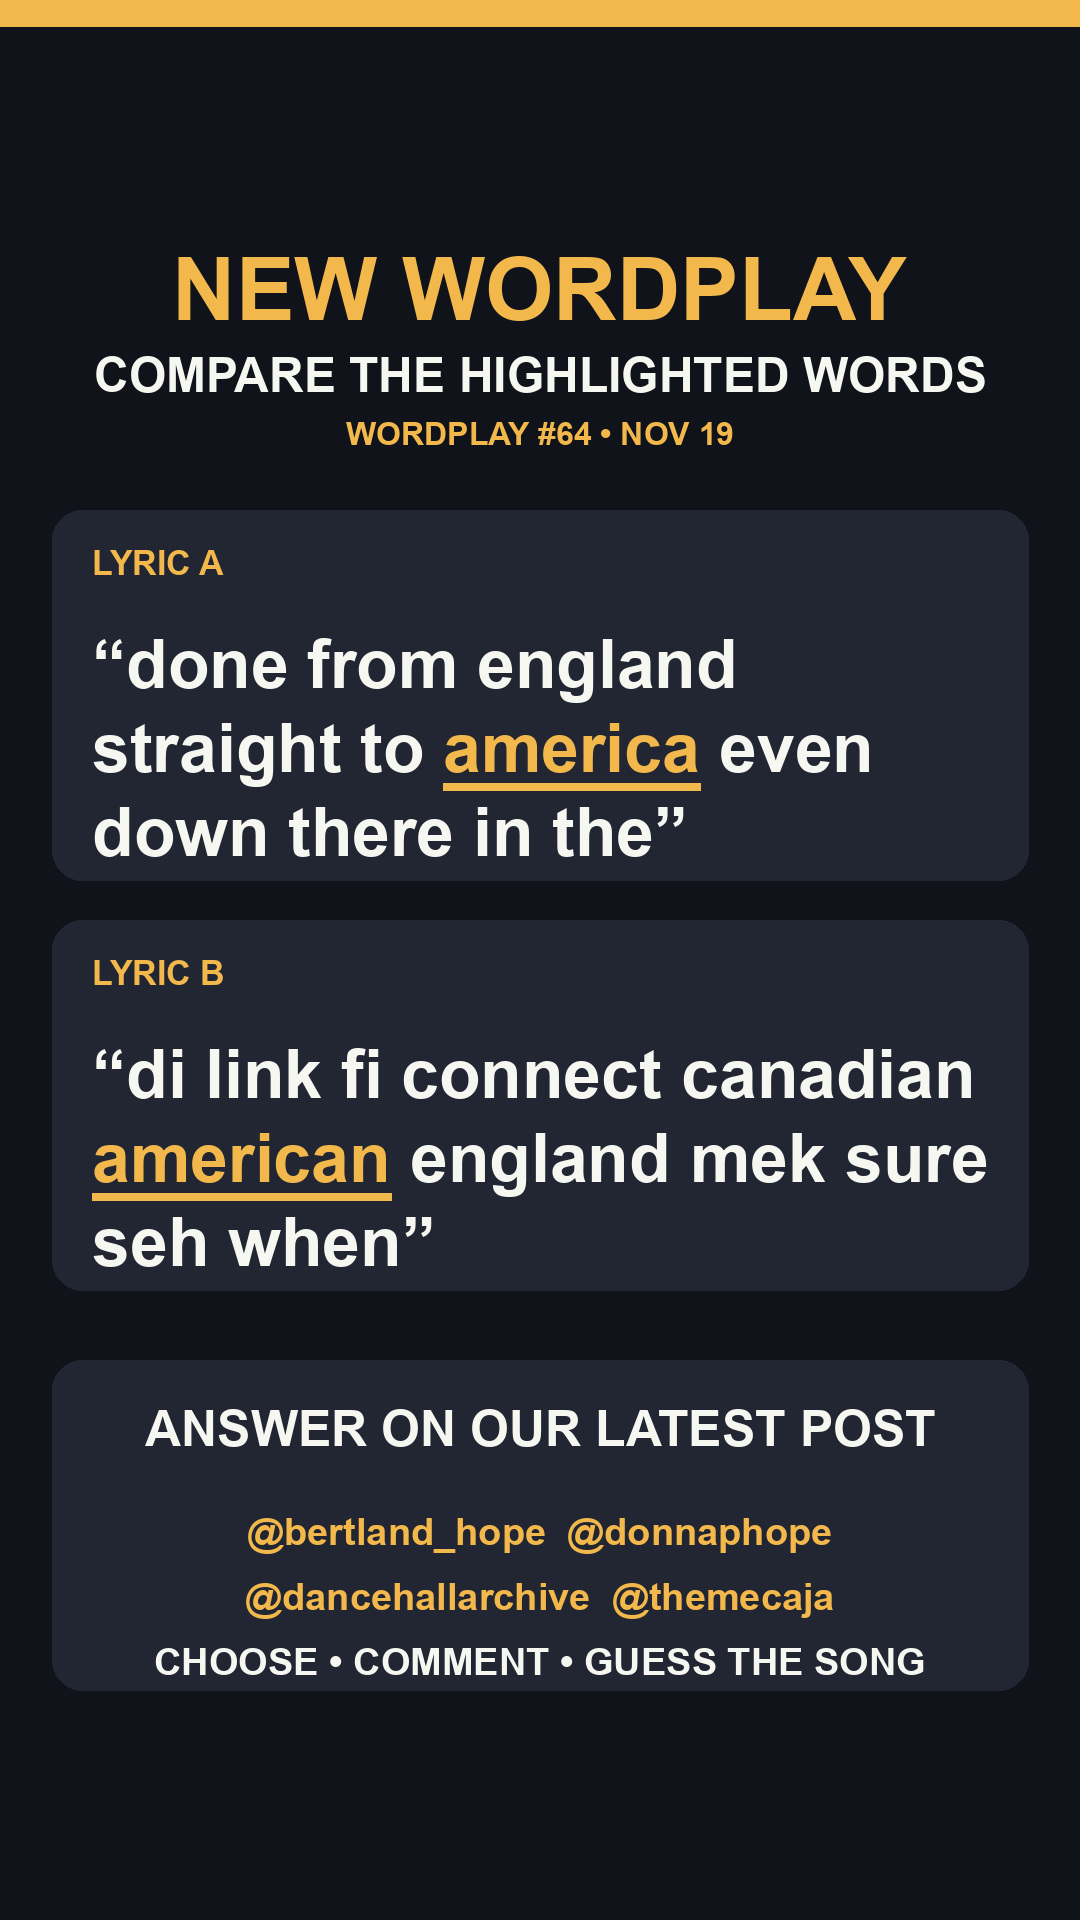 NEW WORDPLAY
COMPARE THE HIGHLIGHTED WORDS
WORDPLAY #64 • NOV 19
LYRIC A
“done from england
straight to america even
down there in the”
LYRIC B
“di link fi connect canadian
american england mek sure
seh when”
ANSWER ON OUR LATEST POST
@bertland_hope @donnaphope
@dancehallarchive @themecaja
CHOOSE • COMMENT • GUESS THE SONG